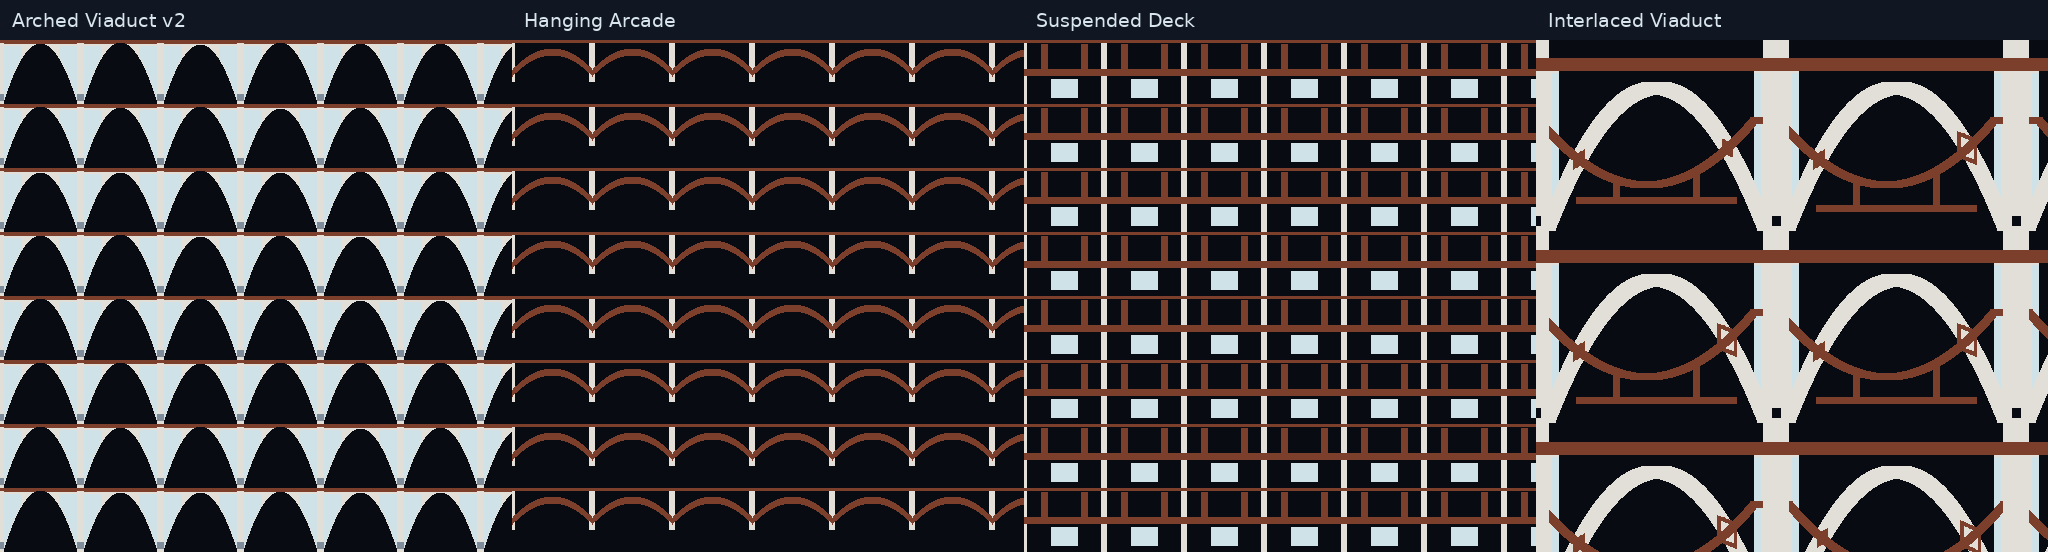 Arched Viaduct v2
Hanging Arcade
Suspended Deck
Interlaced Viaduct